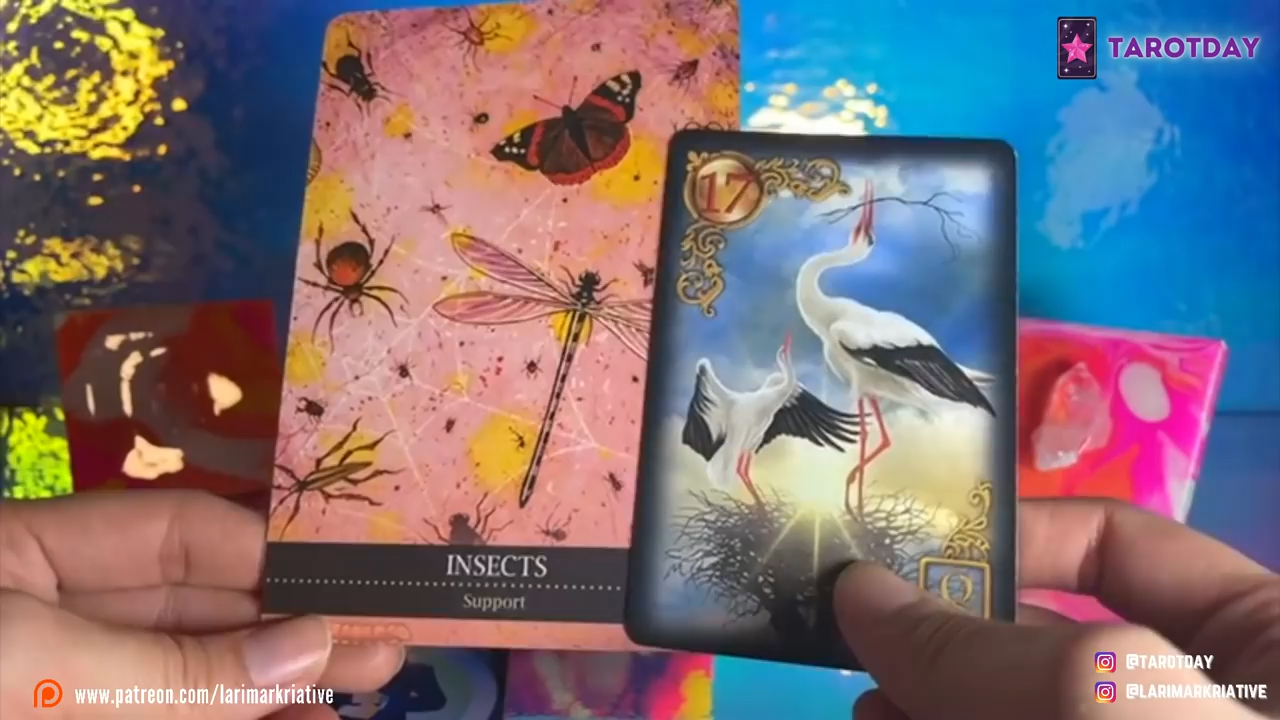 TAROTDAY
17
INSECTS
Support
Q
www.patreon.com/larimarkriative
@TAROTDAY
@LARIMARKRIATIVE